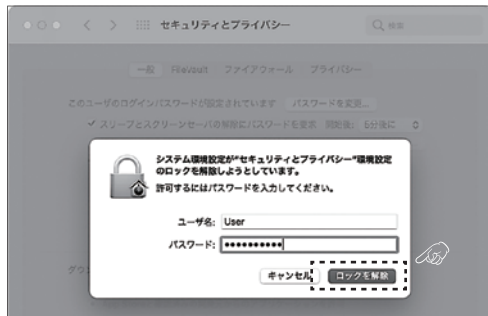 セキュリティとプライバシー
検索
一般 FileVault ファイアウォール プライバシー
このユーザのログインパスワードが設定されています パスワードを変更...
スリープとスクリーンセーバの解除にパスワードを要求 開始後: 5分後に
システム環境設定が“セキュリティとプライバシー”環境設定
のロックを解除しようとしています。
許可するにはパスワードを入力してください。
ユーザ名: User
パスワード: ●●●●●●●●●●
キャンセル ロックを解除
ダウン